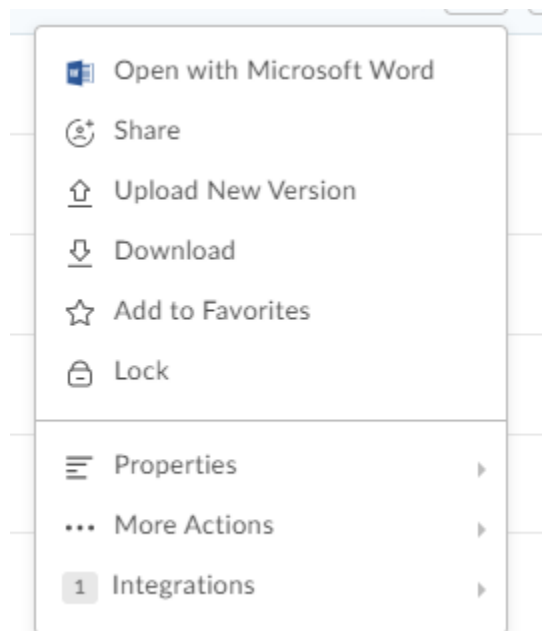 Open with Microsoft Word
Share
Upload New Version
Download
Add to Favorites
Lock
Properties
More Actions
1 Integrations